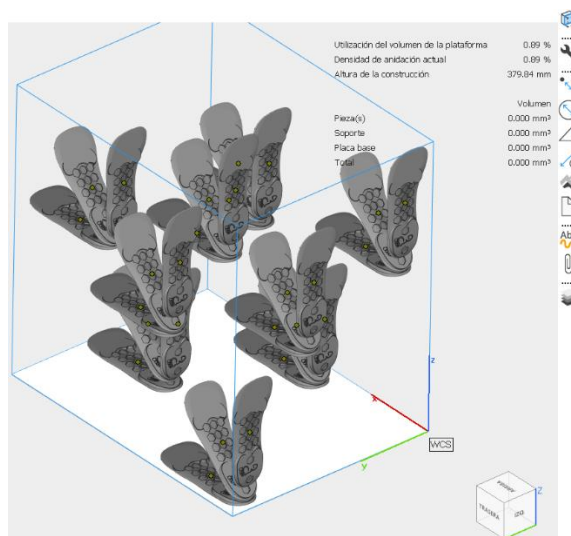 Utilización del volumen de la plataforma 0.89 %
Densidad de anidación actual 0.89 %
Altura de la construcción 379.84 mm
Volumen
Pieza(s) 0.000 mm³
Soporte 0.000 mm³
Placa base 0.000 mm³
Total 0.000 mm³
Ab
z
x
WCS
y
Z
TRASERA
IZQ